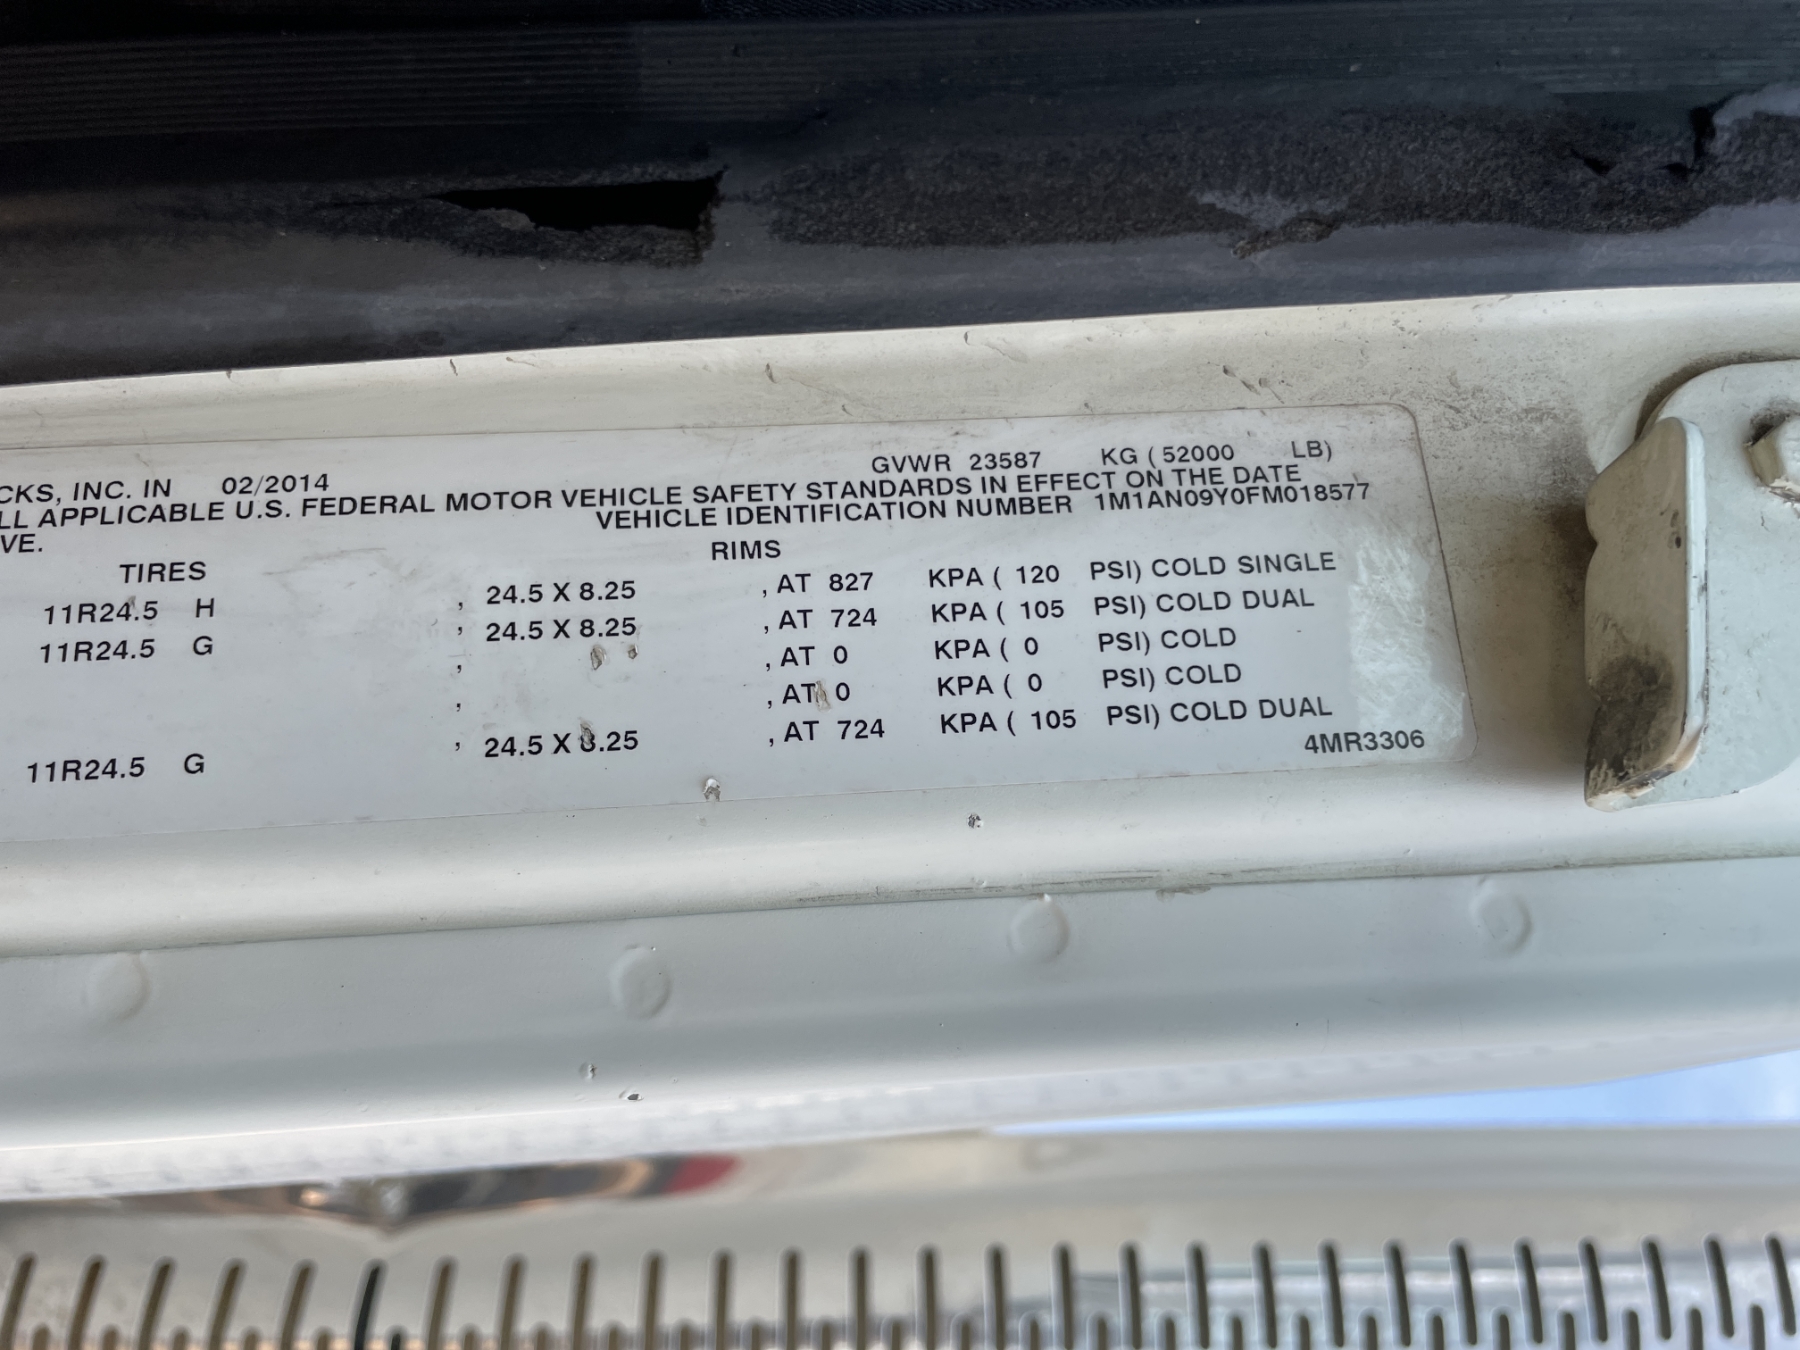 GVWR 23587 KG ( 52000 LB)
CKS, INC. IN 02/2014
LL APPLICABLE U.S. FEDERAL MOTOR VEHICLE SAFETY STANDARDS IN EFFECT ON THE DATE
VE. VEHICLE IDENTIFICATION NUMBER 1M1AN09Y0FM018577
TIRES RIMS
11R24.5 H , 24.5 X 8.25 , AT 827 KPA ( 120 PSI) COLD SINGLE
11R24.5 G , 24.5 X 8.25 , AT 724 KPA ( 105 PSI) COLD DUAL
, , AT 0 KPA ( 0 PSI) COLD
, , AT 0 KPA ( 0 PSI) COLD
11R24.5 G , 24.5 X 8.25 , AT 724 KPA ( 105 PSI) COLD DUAL
4MR3306